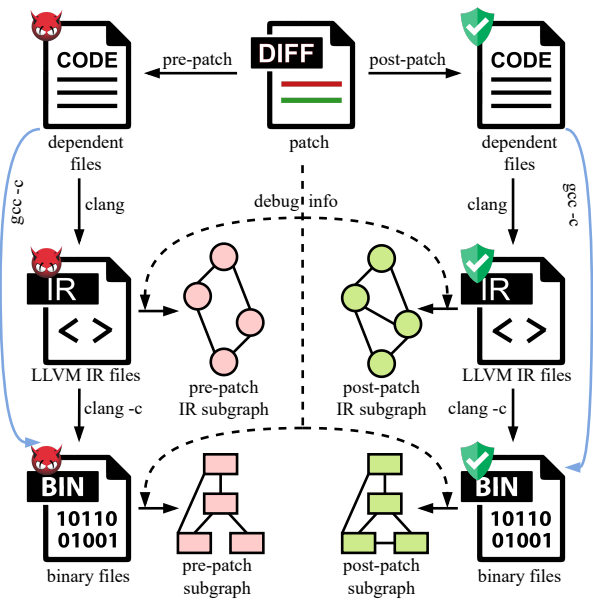 CODE
pre-patch
DIFF
post-patch
CODE
dependent
files
patch
dependent
files
gcc -c
clang
debug info
clang
gcc -c
IR
< >
IR
< >
LLVM IR files
pre-patch
IR subgraph
post-patch
IR subgraph
LLVM IR files
clang -c
clang -c
BIN
10110
01001
BIN
10110
01001
binary files
pre-patch
subgraph
post-patch
subgraph
binary files